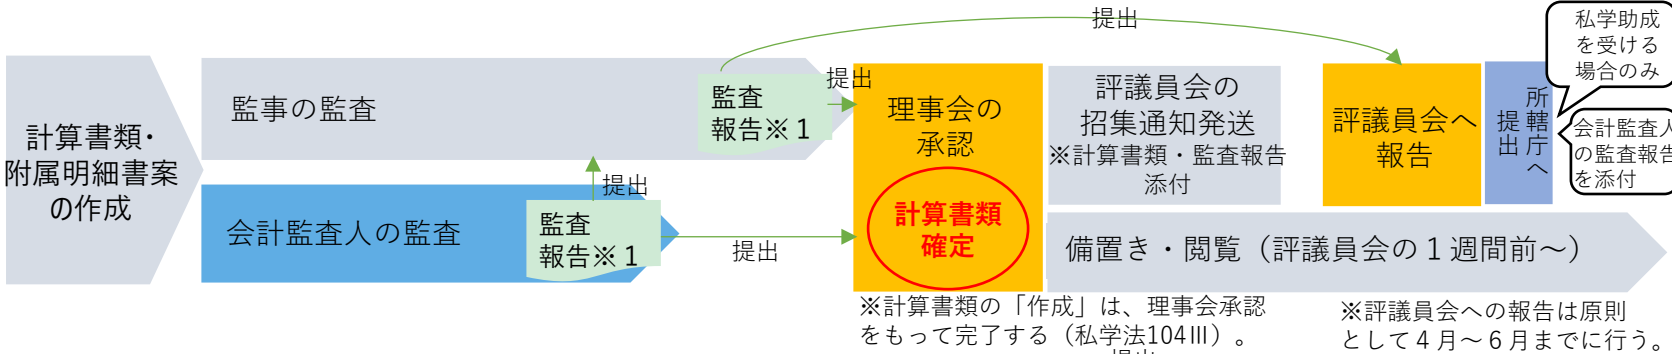 計算書類・
附属明細書案
の作成
監事の監査
監査
報告※1
提出
会計監査人の監査
監査
報告※1
提出
提出
提出
理事会の
承認
計算書類
確定
評議員会の
招集通知発送
※計算書類・監査報告
添付
評議員会へ
報告
所轄庁へ
提出
私学助成
を受ける
場合のみ
会計監査人
の監査報告
を添付
備置き・閲覧（評議員会の１週間前～）
※計算書類の「作成」は、理事会承認
をもって完了する（私学法104Ⅲ）。
※評議員会への報告は原則
として４月～６月までに行う。